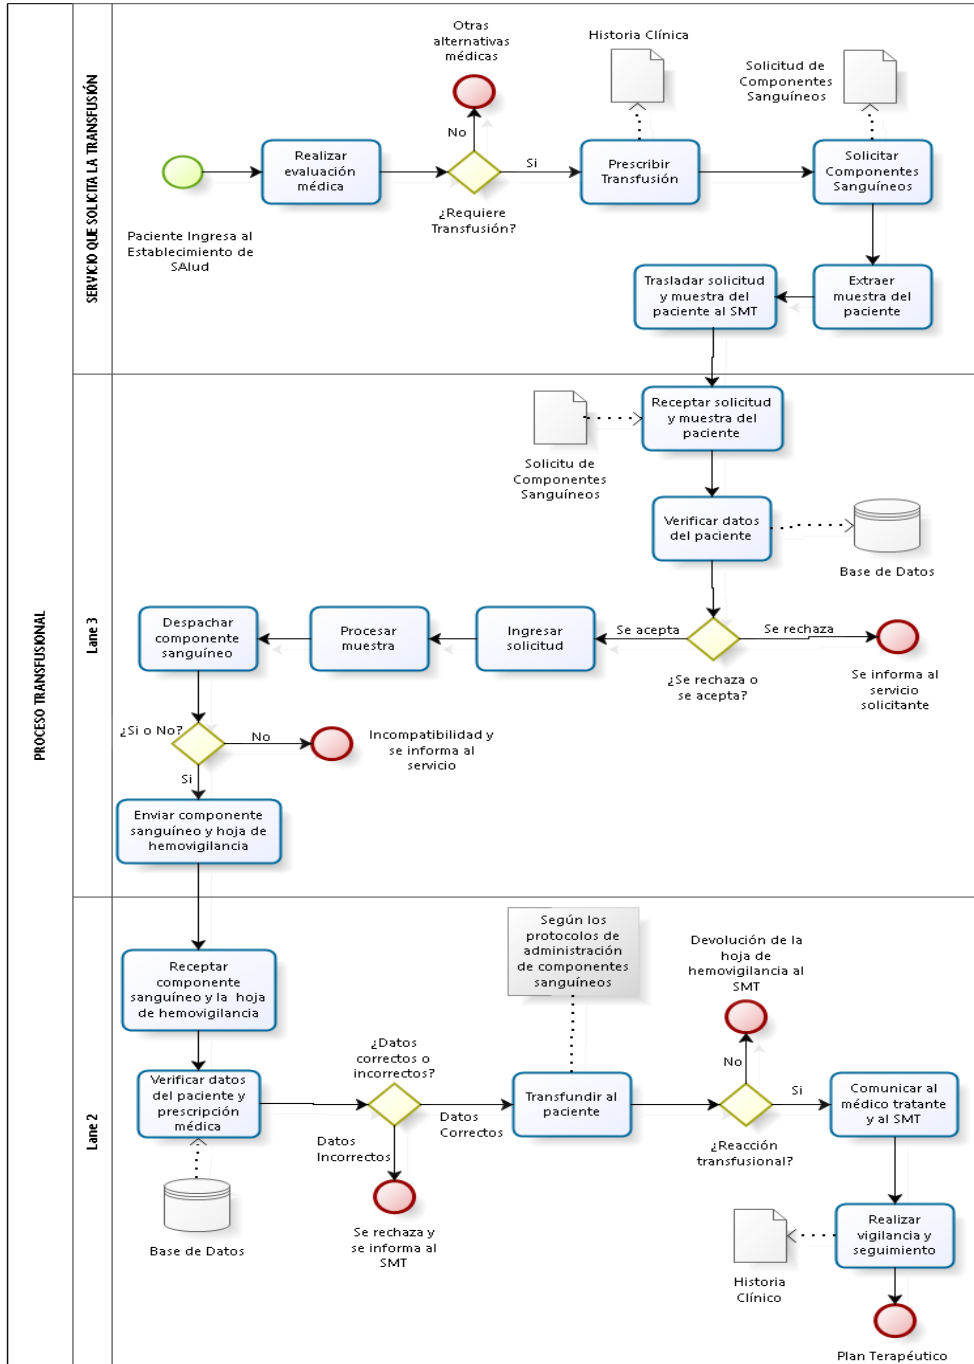 PROCESO TRANSFUSIONAL
SERVICIO QUE SOLICITA LA TRANSFUSIÓN
Otras
alternativas
médicas
Historia Clínica
Solicitud de
Componentes
Sanguíneos
No
Realizar
evaluación
médica
Si
Prescribir
Transfusión
Solicitar
Componentes
Sanguíneos
¿Requiere
Transfusión?
Paciente Ingresa al
Establecimiento de
SAlud
Trasladar solicitud
y muestra del
paciente al SMT
Extraer
muestra del
paciente
Lane 3
Receptar solicitud
y muestra del
paciente
Solicitu de
Componentes
Sanguíneos
Verificar datos
del paciente
Base de Datos
Despachar
componente
sanguíneo
Procesar
muestra
Ingresar
solicitud
Se acepta
Se rechaza
¿Se rechaza o
se acepta?
Se informa al
servicio
solicitante
¿Si o No?
No
Incompatibilidad y
se informa al
servicio
Si
Enviar componente
sanguíneo y hoja de
hemovigilancia
Lane 2
Según los
protocolos de
administración
de componentes
sanguíneos
Devolución de la
hoja de
hemovigilancia al
SMT
Receptar
componente
sanguíneo y la hoja
de hemovigilancia
¿Datos
correctos o
incorrectos?
No
Verificar datos
del paciente y
prescripción
médica
Datos
Correctos
Transfundir al
paciente
Si
Comunicar al
médico tratante
y al SMT
Datos
Incorrectos
¿Reacción
transfusional?
Base de Datos
Se rechaza y
se informa al
SMT
Realizar
vigilancia y
seguimiento
Historia
Clínico
Plan Terapéutico